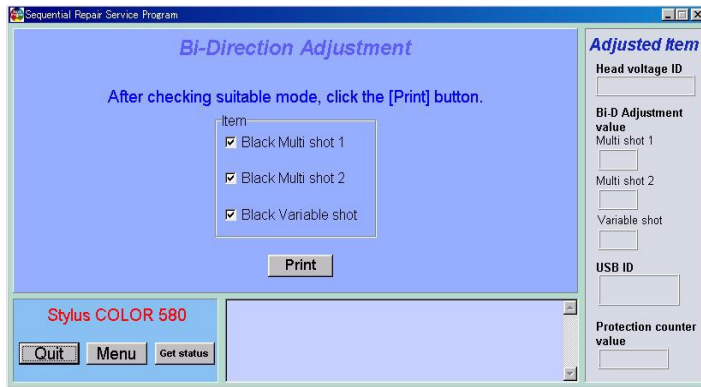 Sequential Repair Service Program
Bi-Direction Adjustment
After checking suitable mode, click the [Print] button.
Item
Black Multi shot 1
Black Multi shot 2
Black Variable shot
Print
Stylus COLOR 580
Quit
Menu
Get status
Adjusted Item
Head voltage ID
Bi-D Adjustment
value
Multi shot 1
Multi shot 2
Variable shot
USB ID
Protection counter
value